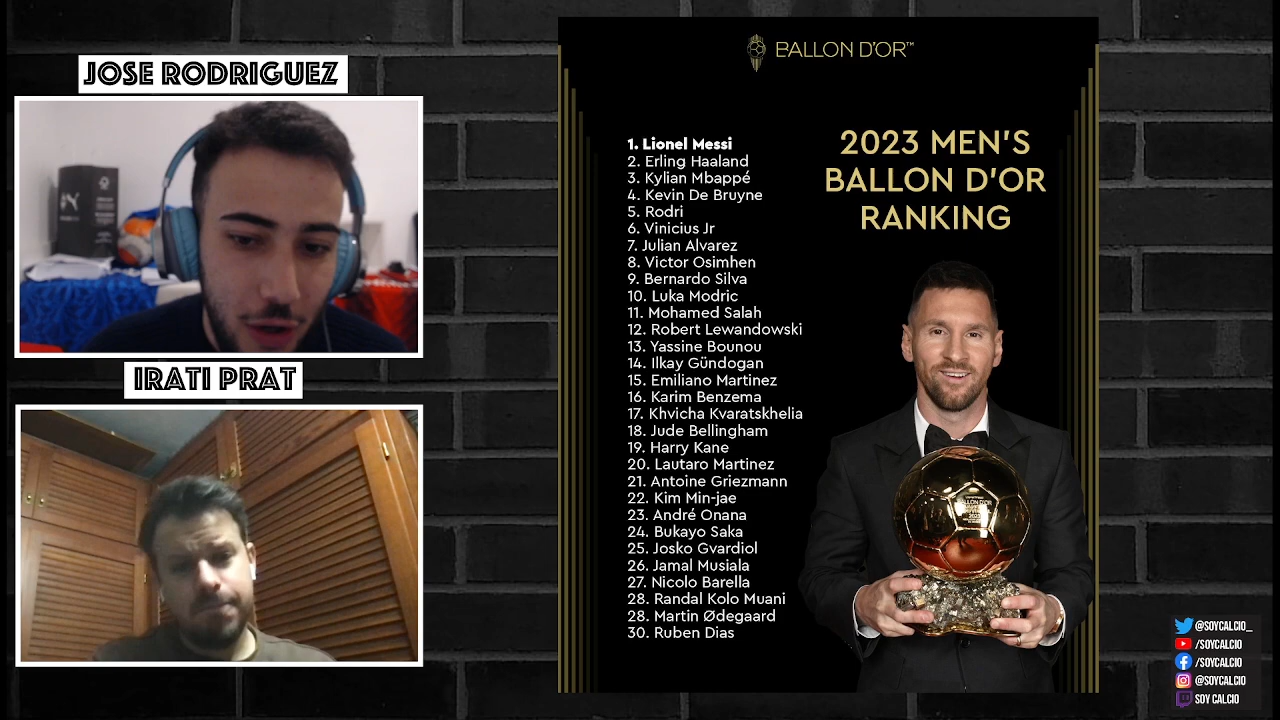 JOSE RODRIGUEZ
IRATI PRAT
BALLON D'OR™
1. Lionel Messi
2. Erling Haaland
3. Kylian Mbappé
4. Kevin De Bruyne
5. Rodri
6. Vinicius Jr
7. Julian Alvarez
8. Victor Osimhen
9. Bernardo Silva
10. Luka Modric
11. Mohamed Salah
12. Robert Lewandowski
13. Yassine Bounou
14. Ilkay Gündogan
15. Emiliano Martinez
16. Karim Benzema
17. Khvicha Kvaratskhelia
18. Jude Bellingham
19. Harry Kane
20. Lautaro Martinez
21. Antoine Griezmann
22. Kim Min-jae
23. André Onana
24. Bukayo Saka
25. Josko Gvardiol
26. Jamal Musiala
27. Nicolo Barella
28. Randal Kolo Muani
28. Martin Ødegaard
30. Ruben Dias
2023 MEN'S
BALLON D'OR
RANKING
BALLON D'OR
2023
@SOYCALCIO_
/SOYCALCIO
/SOYCALCIO
@SOYCALCIO
SOY CALCIO